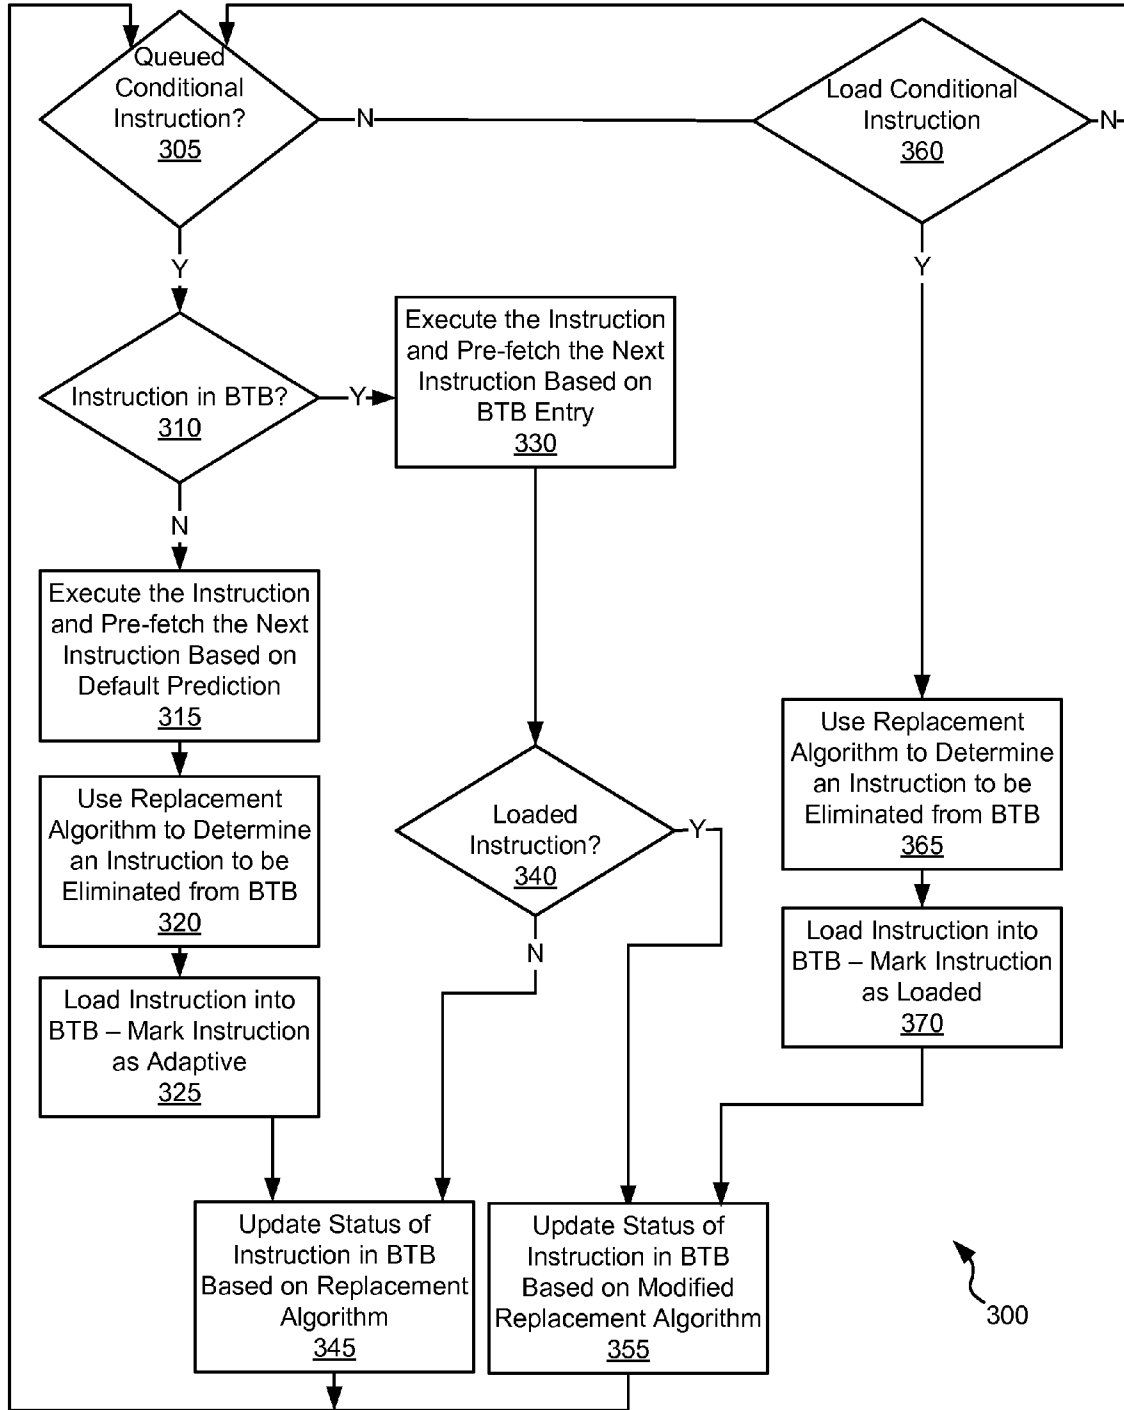 Queued
Conditional
Instruction?
305
N
Load Conditional
Instruction
360
N
Y
Y
Instruction in BTB?
310
Y
Execute the Instruction
and Pre-fetch the Next
Instruction Based on
BTB Entry
330
N
Execute the Instruction
and Pre-fetch the Next
Instruction Based on
Default Prediction
315
Use Replacement
Algorithm to Determine
an Instruction to be
Eliminated from BTB
320
Load Instruction into
BTB – Mark Instruction
as Adaptive
325
Loaded
Instruction?
340
Y
N
Use Replacement
Algorithm to Determine
an Instruction to be
Eliminated from BTB
365
Load Instruction into
BTB – Mark Instruction
as Loaded
370
Update Status of
Instruction in BTB
Based on Replacement
Algorithm
345
Update Status of
Instruction in BTB
Based on Modified
Replacement Algorithm
355
300